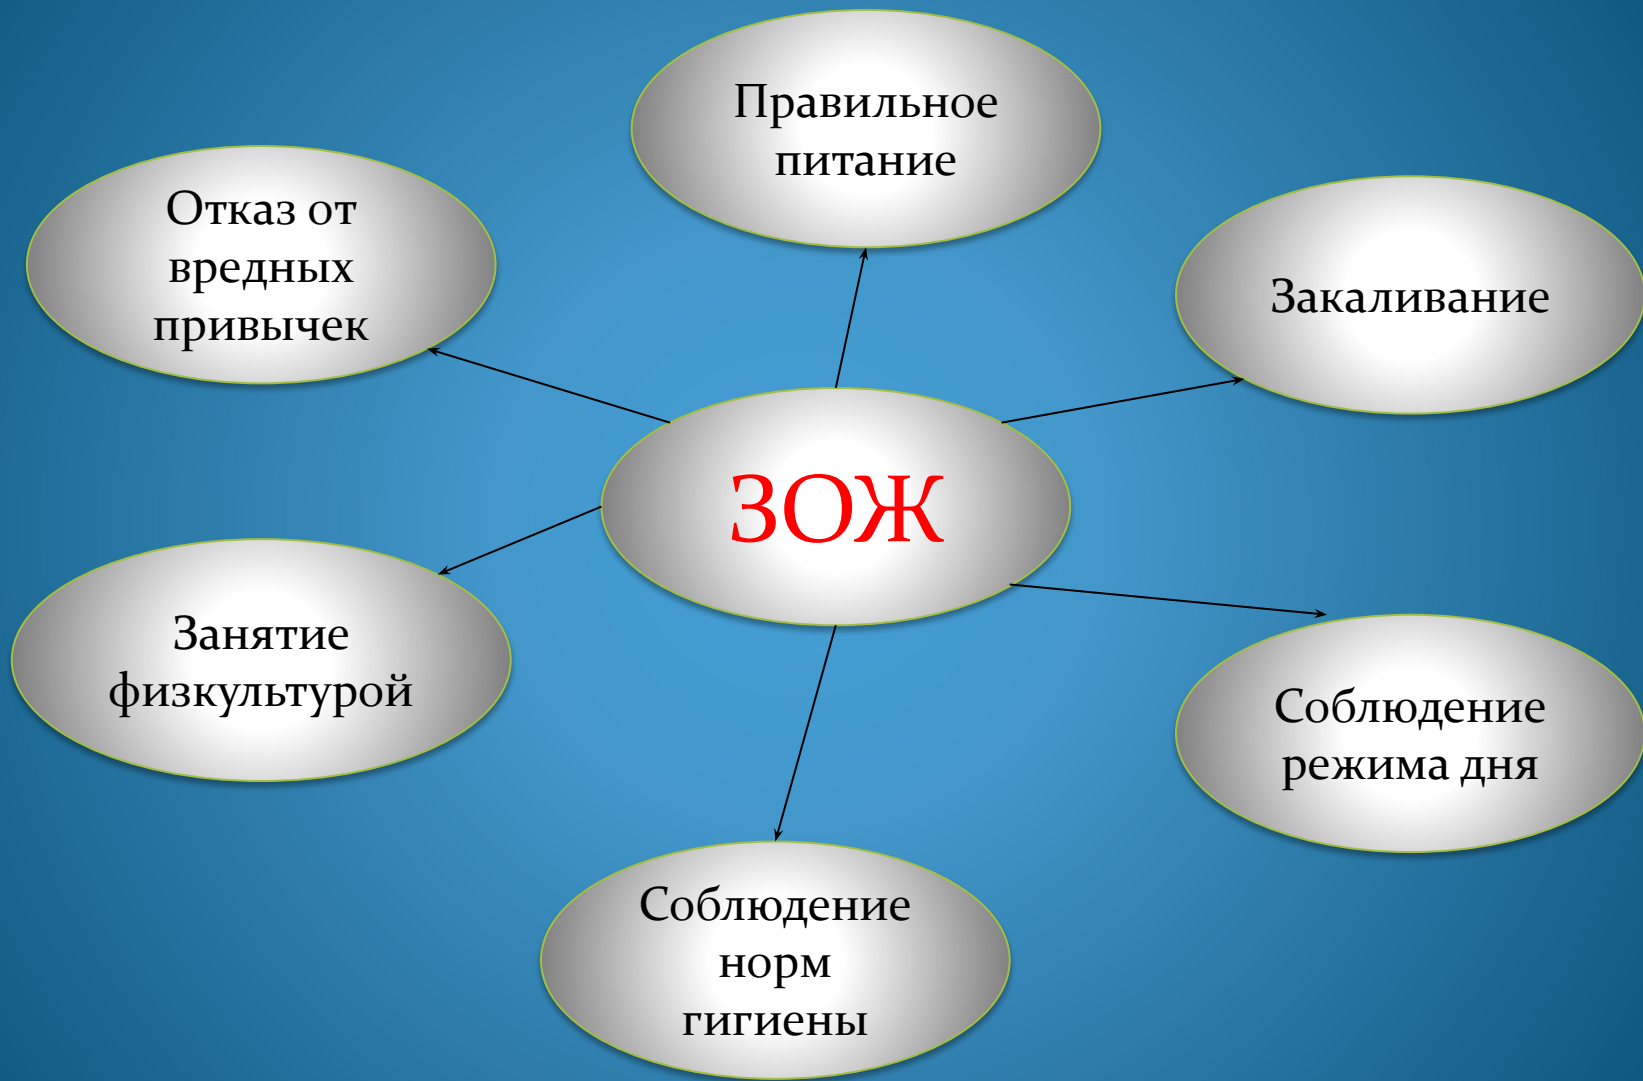 Правильное
питание
Отказ от
вредных
привычек
Закаливание
ЗОЖ
Занятие
физкультурой
Соблюдение
режима дня
Соблюдение
норм
гигиены